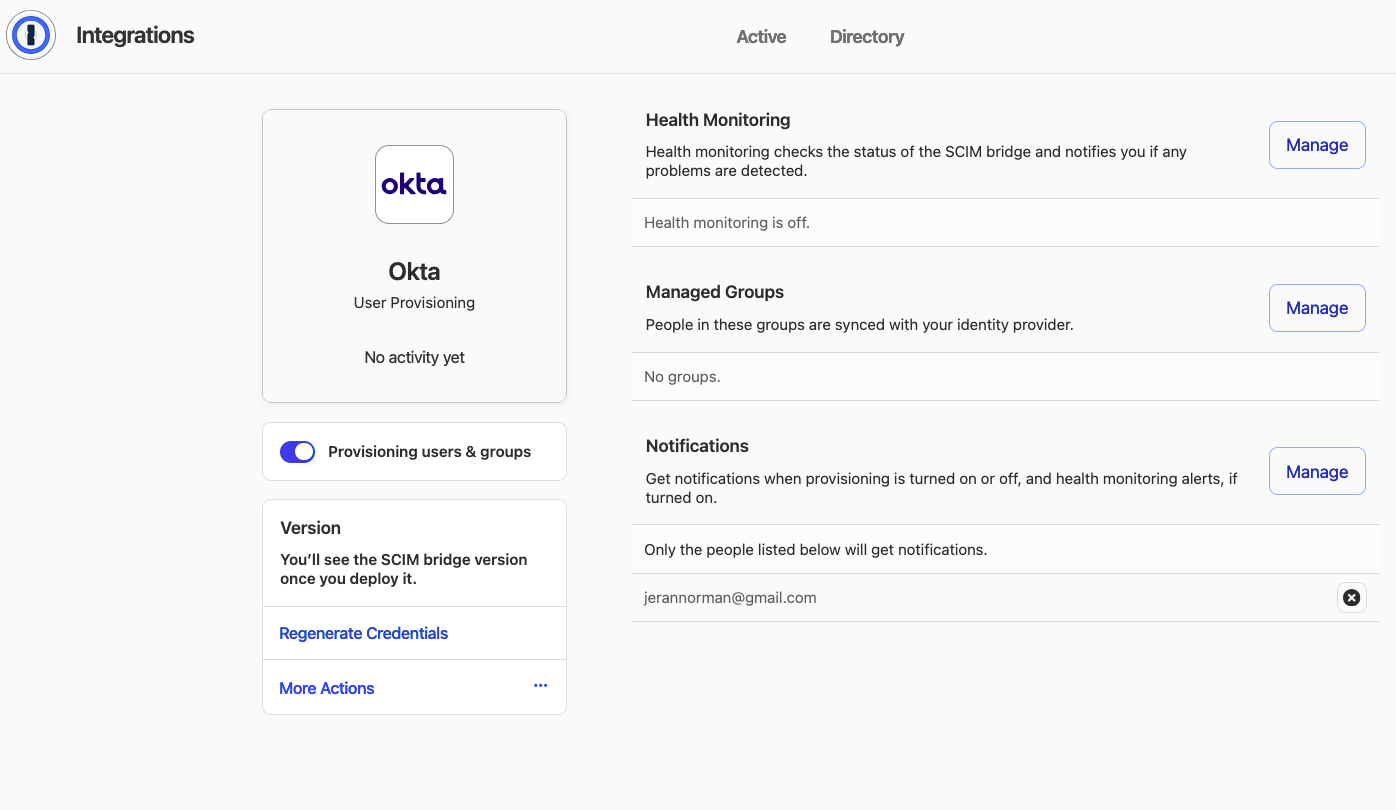 Integrations
Active
Directory
okta
Okta
User Provisioning
No activity yet
Provisioning users & groups
Version
You’ll see the SCIM bridge version
once you deploy it.
Regenerate Credentials
More Actions
Health Monitoring
Health monitoring checks the status of the SCIM bridge and notifies you if any
problems are detected.
Manage
Health monitoring is off.
Managed Groups
People in these groups are synced with your identity provider.
Manage
No groups.
Notifications
Get notifications when provisioning is turned on or off, and health monitoring alerts, if
turned on.
Manage
Only the people listed below will get notifications.
jerannorman@gmail.com